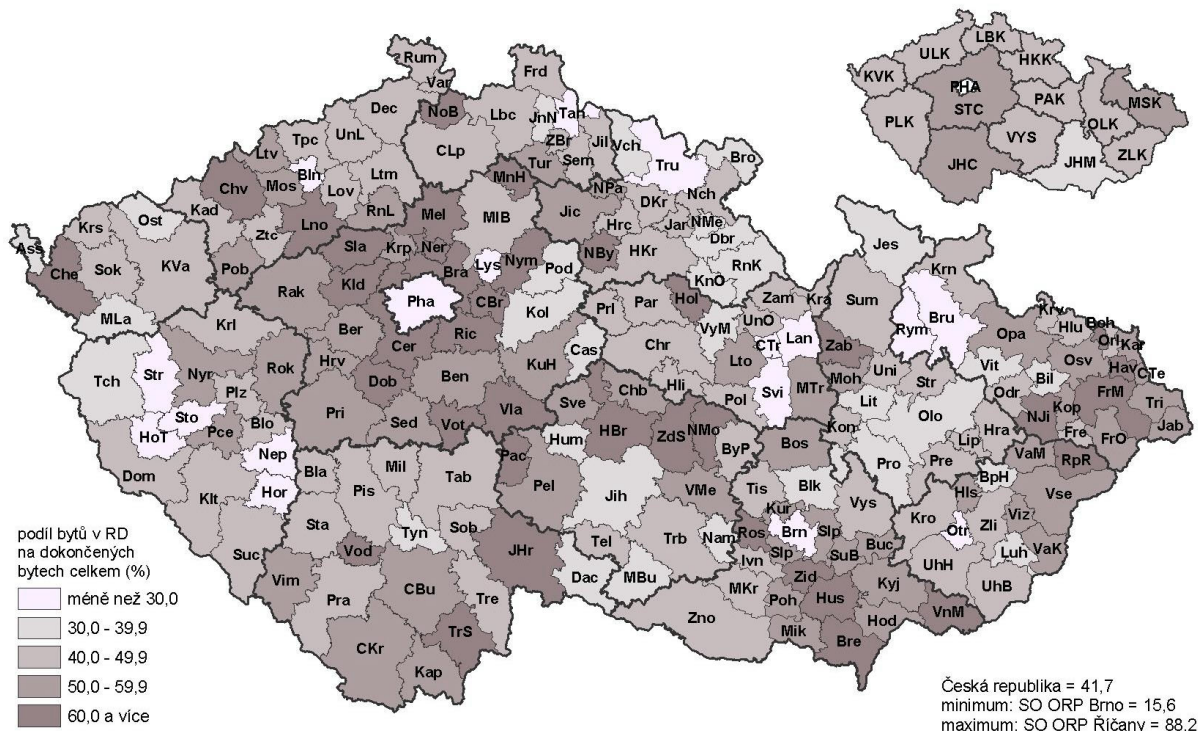 Rum
Var
Frd
Dec
NoB
Lbc
JnN
Tan
Tpc
UnL
ZBr
Jil
Vch
Bro
Ltv
Bln
CLp
Tur
Sem
Tru
Chv
Mos
Lov
Ltm
MnH
NPa
Nch
Ost
Kad
Lno
RnL
Mel
MlB
Jic
DKr
Krs
Ztc
Hrc
Jar
NMe
Ass
Che
Sok
KVa
Pob
Sla
Krp
Ner
Lys
Nym
NBy
HKr
Dbr
Rak
Kld
Bra
Pod
RnK
KnO
MLa
Pha
CBr
Kol
Krl
Ber
Cer
Ric
Prl
Par
Hol
Zam
Kra
Tch
Str
Nyr
Rok
Hrv
Cas
VyM
UnO
CTr
Lan
Plz
Dob
Ben
KuH
Chr
Lto
Sto
HoT
Pce
Blo
Pri
Sed
Vot
Vla
Sve
Chb
Hli
Pol
Svi
MTr
Nep
Hum
HBr
ZdS
NMo
ByP
Dom
Klt
Hor
Bla
Mil
Tab
Pac
Pel
Jih
VMe
Suc
Sta
Pis
Tyn
Sob
Tel
Trb
Nam
Vim
Vod
JHr
Dac
MBu
Pra
CBu
Tre
Zno
CKr
TrS
Kap
Jes
Krn
Sum
Rym
Bru
Opa
Krv
Hlu
Boh
Orl
Kar
Zab
Moh
Uni
Str
Vit
Bil
Osv
Hav
CTe
Lit
Olo
Odr
FrM
Kon
Hra
NJi
Kop
Tri
Bos
Pro
Pre
Lip
Fre
FrO
Jab
Tis
Blk
Vys
BpH
VaM
RpR
Kur
Hls
Vse
Ros
Brn
Slp
Kro
Otr
Zli
Viz
Ivn
Slp
SuB
Buc
Luh
VaK
MKr
Zid
Kyj
UhH
UhB
Poh
Hus
Hod
VnM
Mik
Bre
LBK
ULK
HKK
KVK
PHA
STC
PAK
MSK
PLK
OLK
VYS
ZLK
JHC
JHM
podíl bytů v RD
na dokončených
bytech celkem (%)
méně než 30,0
30,0 - 39,9
40,0 - 49,9
50,0 - 59,9
60,0 a více
Česká republika = 41,7
minimum: SO ORP Brno = 15,6
maximum: SO ORP Říčany = 88,2